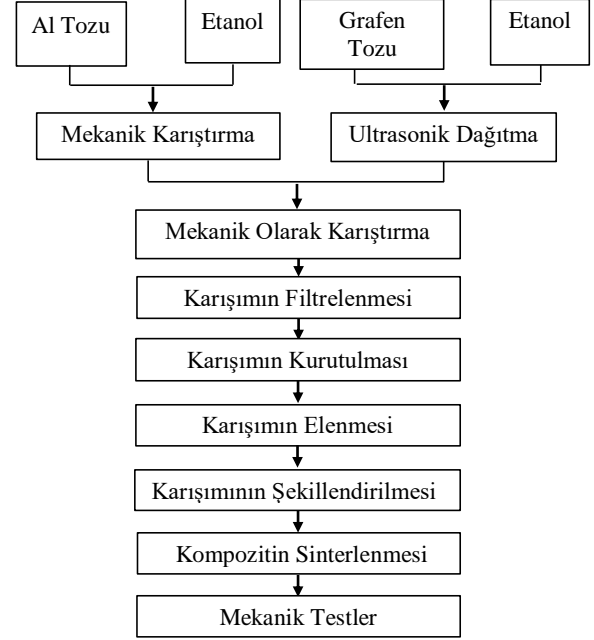 Al Tozu
Etanol
Grafen
Tozu
Etanol
Mekanik Karıştırma
Ultrasonik Dağıtma
Mekanik Olarak Karıştırma
Karışımın Filtrelenmesi
Karışımın Kurutulması
Karışımın Elenmesi
Karışımının Şekillendirilmesi
Kompozitin Sinterlenmesi
Mekanik Testler